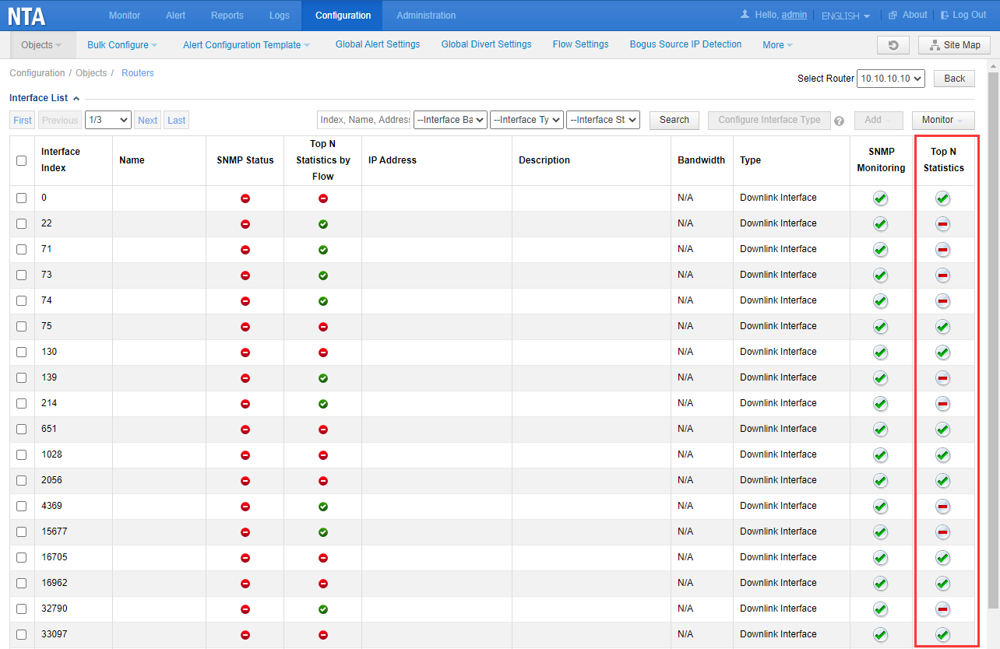 NTA Monitor Alert Reports Logs Configuration Administration Hello, admin ENGLISH About Log Out
Objects Bulk Configure Alert Configuration Template Global Alert Settings Global Divert Settings Flow Settings Bogus Source IP Detection More Site Map
Configuration / Objects / Routers
Select Router 10.10.10.10 Back
Interface List
First Previous 1/3 Next Last Index, Name, Address --Interface Ba --Interface Ty --Interface St Search Configure Interface Type ? Add Monitor
Interface Index Name SNMP Status Top N Statistics by Flow IP Address Description Bandwidth Type SNMP Monitoring Top N Statistics
0 N/A Downlink Interface
22 N/A Downlink Interface
71 N/A Downlink Interface
73 N/A Downlink Interface
74 N/A Downlink Interface
75 N/A Downlink Interface
130 N/A Downlink Interface
139 N/A Downlink Interface
214 N/A Downlink Interface
651 N/A Downlink Interface
1028 N/A Downlink Interface
2056 N/A Downlink Interface
4369 N/A Downlink Interface
15677 N/A Downlink Interface
16705 N/A Downlink Interface
16962 N/A Downlink Interface
32790 N/A Downlink Interface
33097 N/A Downlink Interface